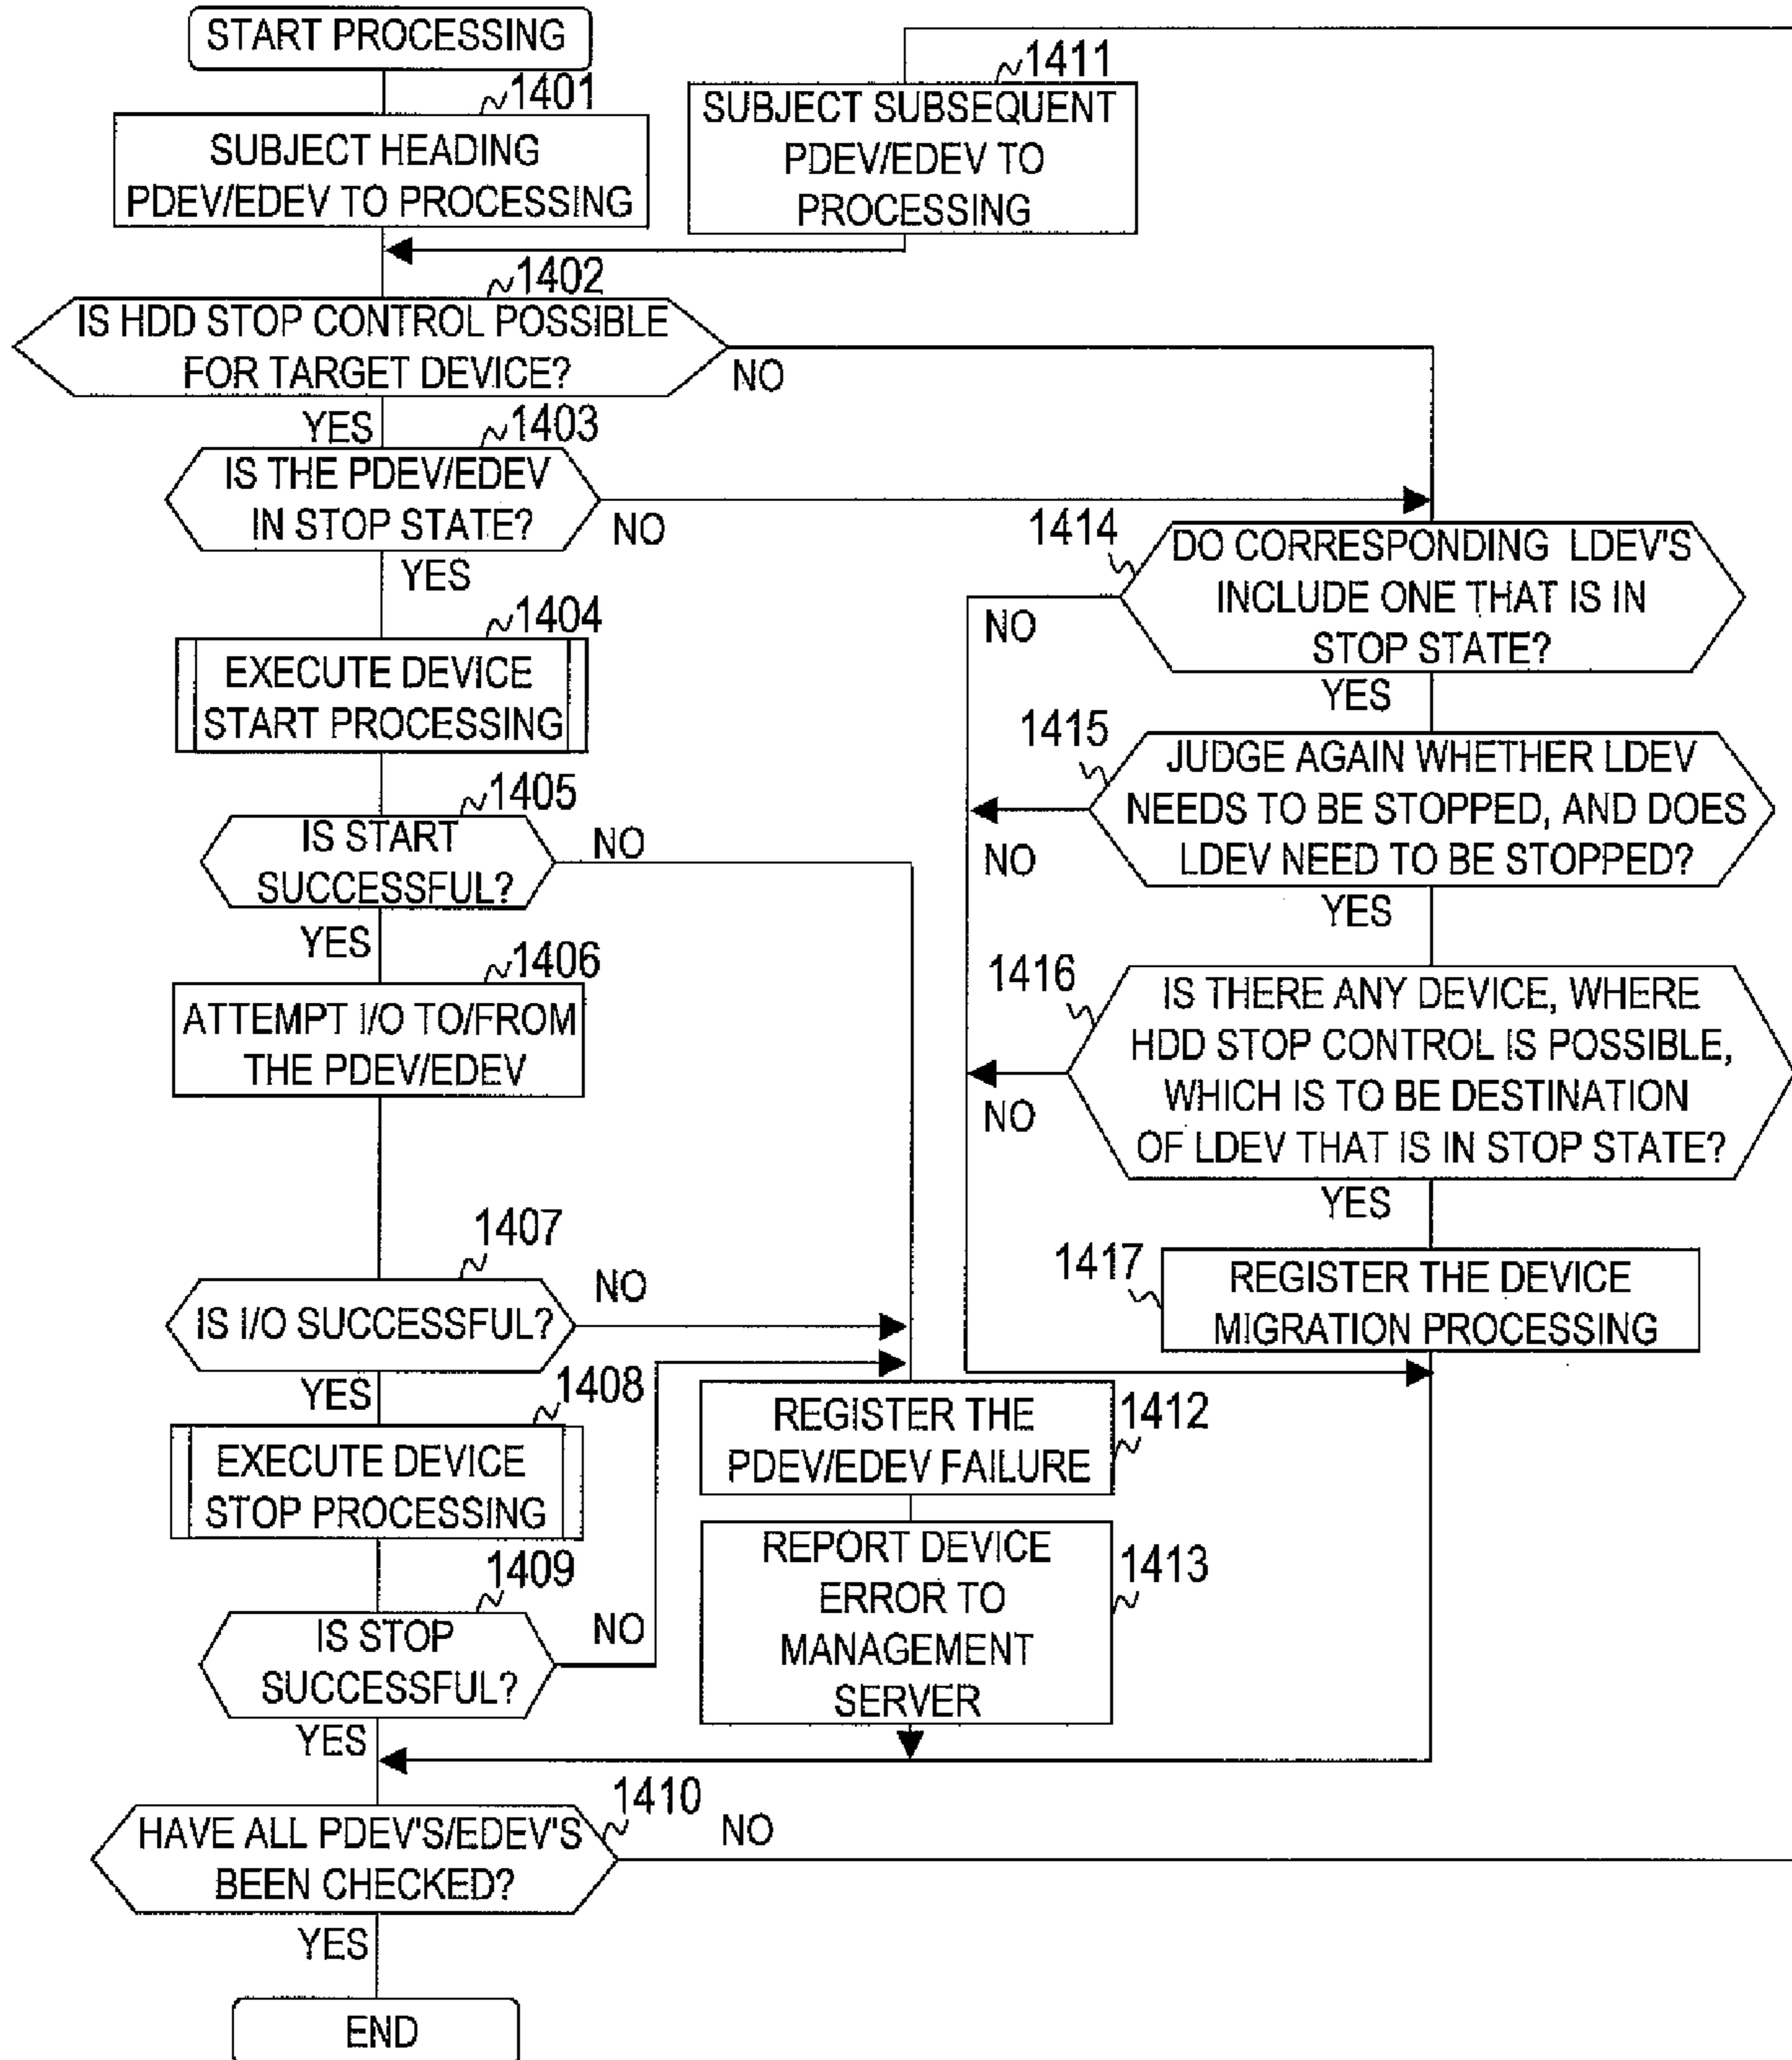 START PROCESSING
1401
SUBJECT HEADING
PDEV/EDEV TO PROCESSING
1411
SUBJECT SUBSEQUENT
PDEV/EDEV TO
PROCESSING
1402
IS HDD STOP CONTROL POSSIBLE
FOR TARGET DEVICE?
NO
YES
1403
IS THE PDEV/EDEV
IN STOP STATE?
NO
YES
1404
EXECUTE DEVICE
START PROCESSING
1405
IS START
SUCCESSFUL?
NO
YES
1406
ATTEMPT I/O TO/FROM
THE PDEV/EDEV
1407
IS I/O SUCCESSFUL?
NO
YES
1408
EXECUTE DEVICE
STOP PROCESSING
1409
IS STOP
SUCCESSFUL?
NO
YES
1412
REGISTER THE
PDEV/EDEV FAILURE
1413
REPORT DEVICE
ERROR TO
MANAGEMENT
SERVER
1414
DO CORRESPONDING LDEV'S
INCLUDE ONE THAT IS IN
STOP STATE?
NO
YES
1415
JUDGE AGAIN WHETHER LDEV
NEEDS TO BE STOPPED, AND DOES
LDEV NEED TO BE STOPPED?
NO
YES
1416
IS THERE ANY DEVICE, WHERE
HDD STOP CONTROL IS POSSIBLE,
WHICH IS TO BE DESTINATION
OF LDEV THAT IS IN STOP STATE?
NO
YES
1417
REGISTER THE DEVICE
MIGRATION PROCESSING
1410
HAVE ALL PDEV'S/EDEV'S
BEEN CHECKED?
NO
YES
END